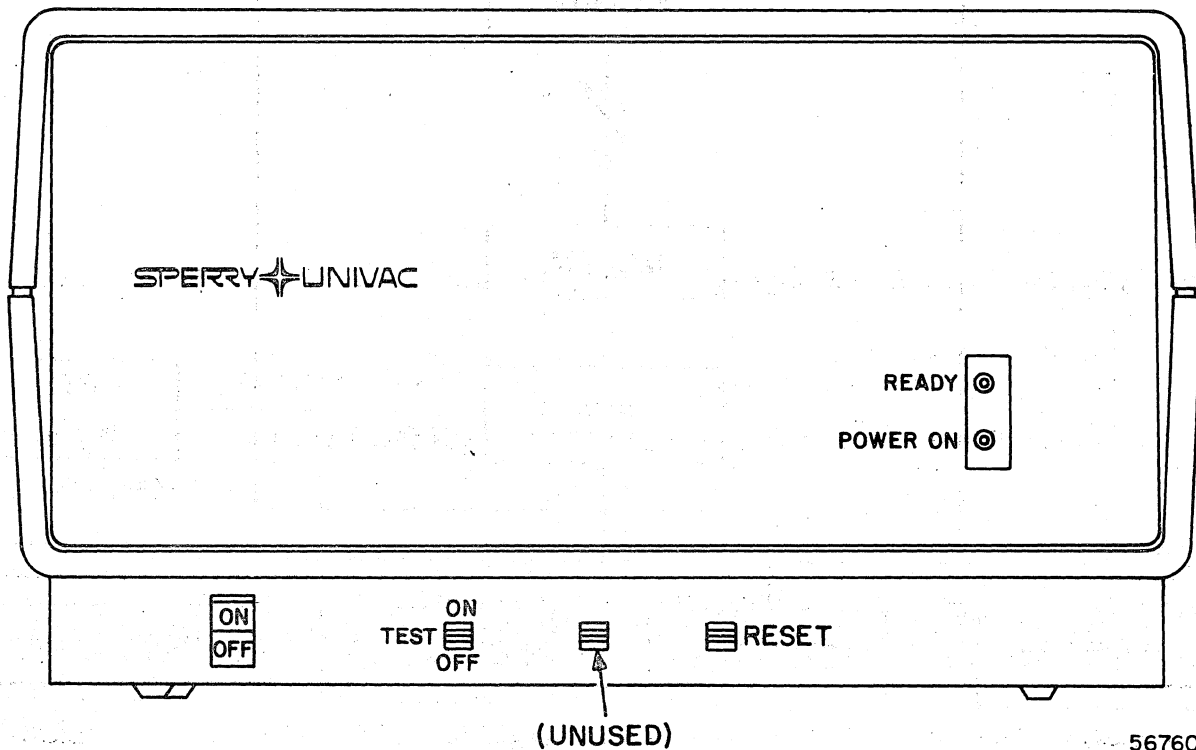 SPERRY UNIVAC
READY
POWER ON
ON
OFF
ON
TEST
OFF
RESET
(UNUSED)
56760